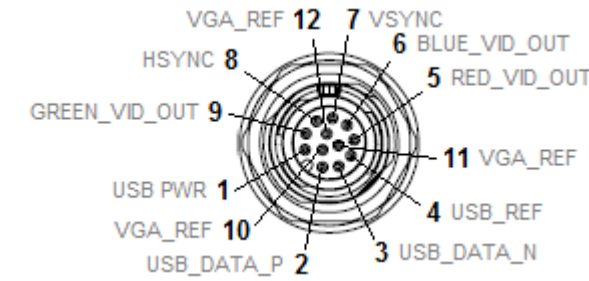 VGA_REF 12 7 VSYNC
6 BLUE_VID_OUT
HSYNC 8
5 RED_VID_OUT
GREEN_VID_OUT 9
11 VGA_REF
USB PWR 1
4 USB_REF
VGA_REF 10
3 USB_DATA_N
USB_DATA_P 2